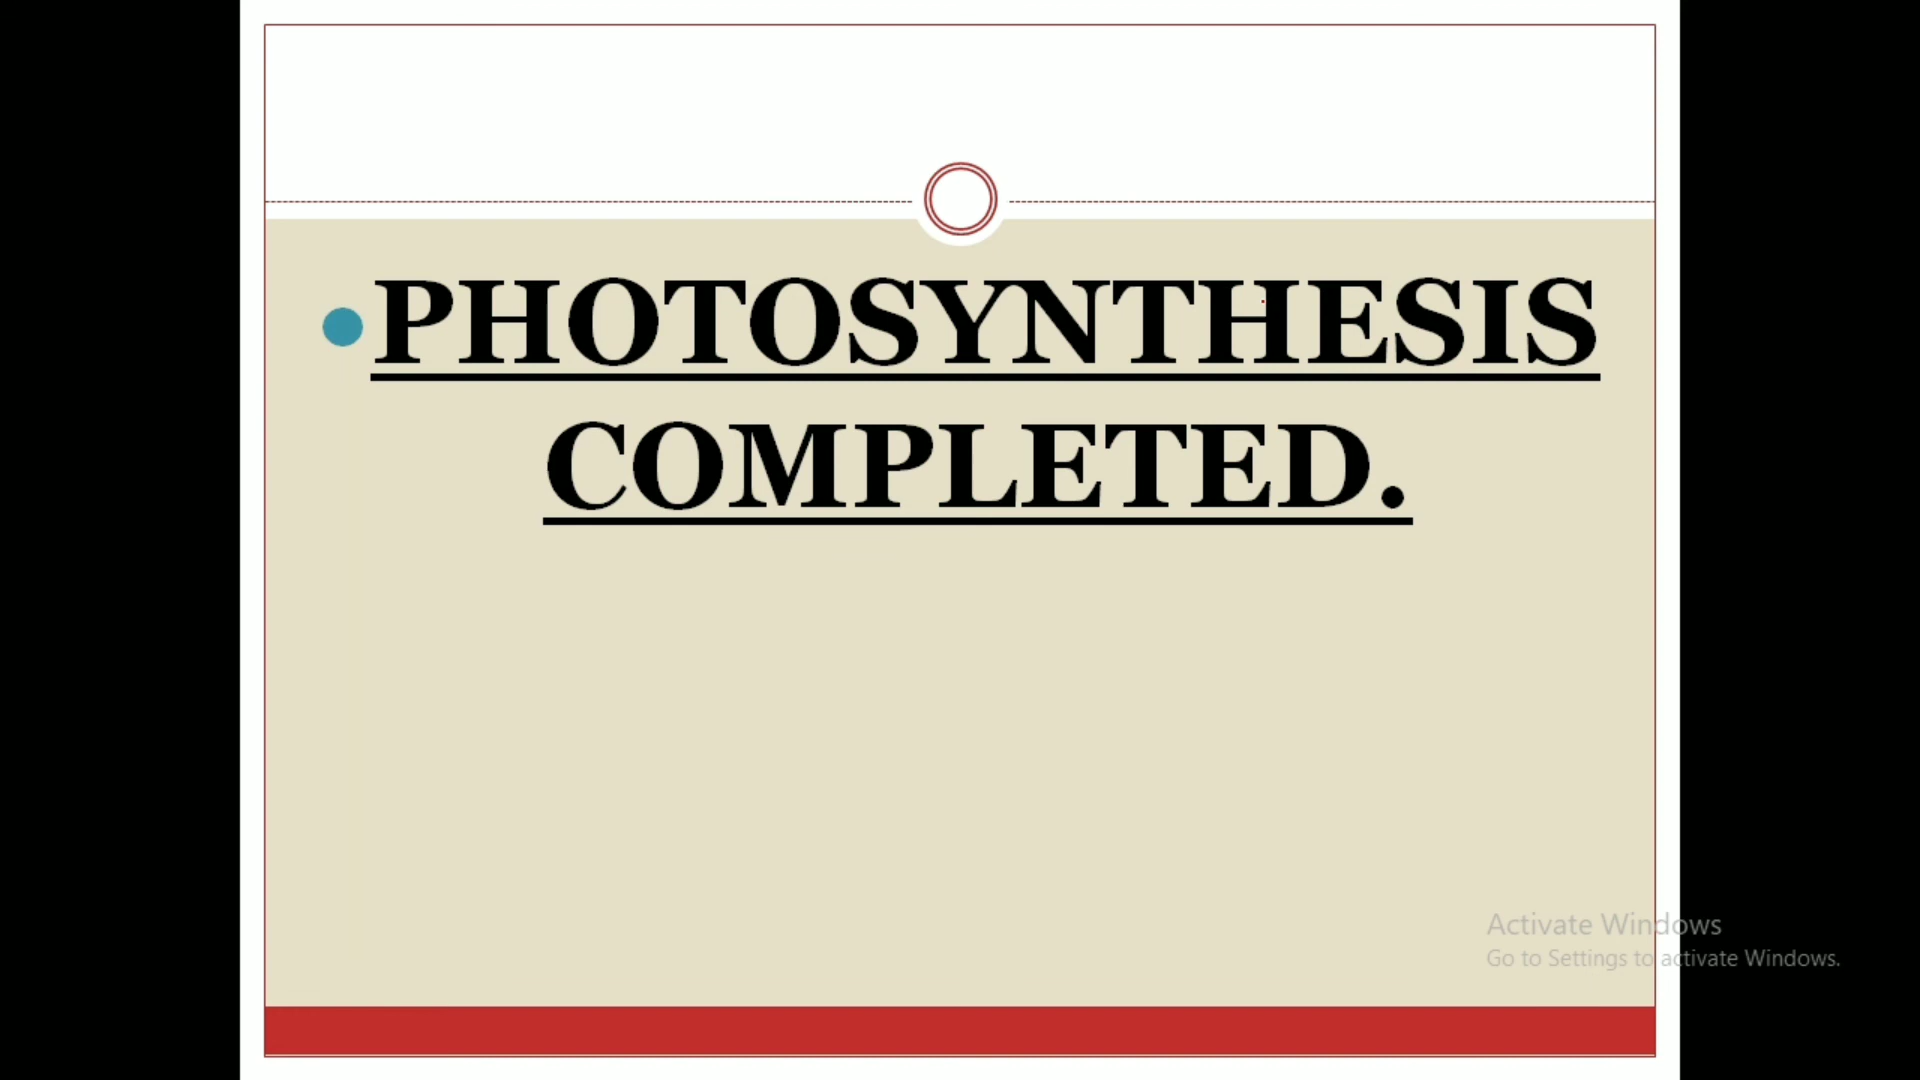 PHOTOSYNTHESIS
COMPLETED.
Activate Windows
Go to Settings to activate Windows.